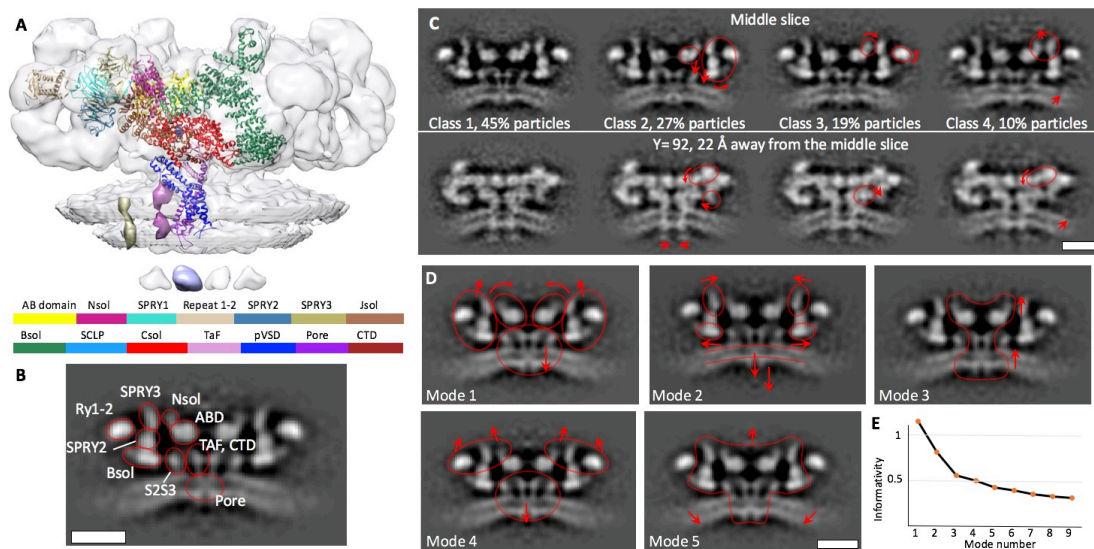 A
AB domain Nsol SPRY1 Repeat 1-2 SPRY2 SPRY3 Jsol
Bsol SCLP Csol TaF pVSD Pore CTD
B
SPRY3
Nsol
Ry1-2
ABD
SPRY2
TAF, CTD
Bsol
S2S3
Pore
C
Middle slice
Class 1, 45% particles Class 2, 27% particles Class 3, 19% particles Class 4, 10% particles
Y= 92, 22 Å away from the middle slice
D
Mode 1 Mode 2 Mode 3
Mode 4 Mode 5
E
Informativity
1
0.5
1 2 3 4 5 6 7 8 9
Mode number